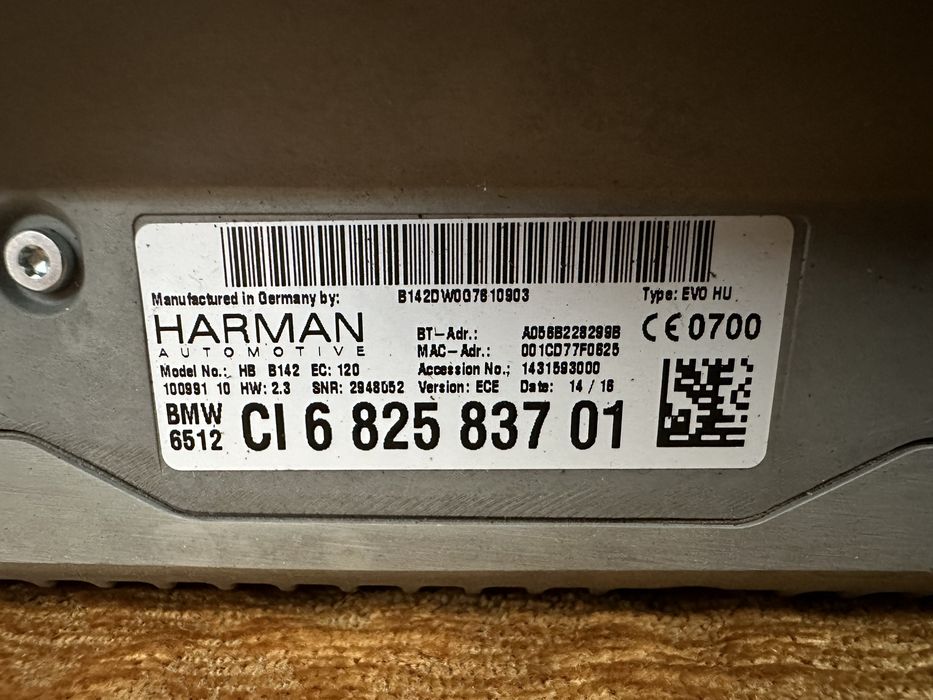 Manufactured in Germany by:
B142DW0G7610903
Type: EVO HU
HARMAN
AUTOMOTIVE
BT-Adr.: A056B228299B
MAC-Adr.: 001CD77F0625
CE 0700
Model No.: HB B142 EC: 120
Accession No.; 1431593000
100991 10 HW: 2.3 SNR: 2948052 Version: ECE Date: 14 / 16
BMW
6512
CI 6 825 837 01